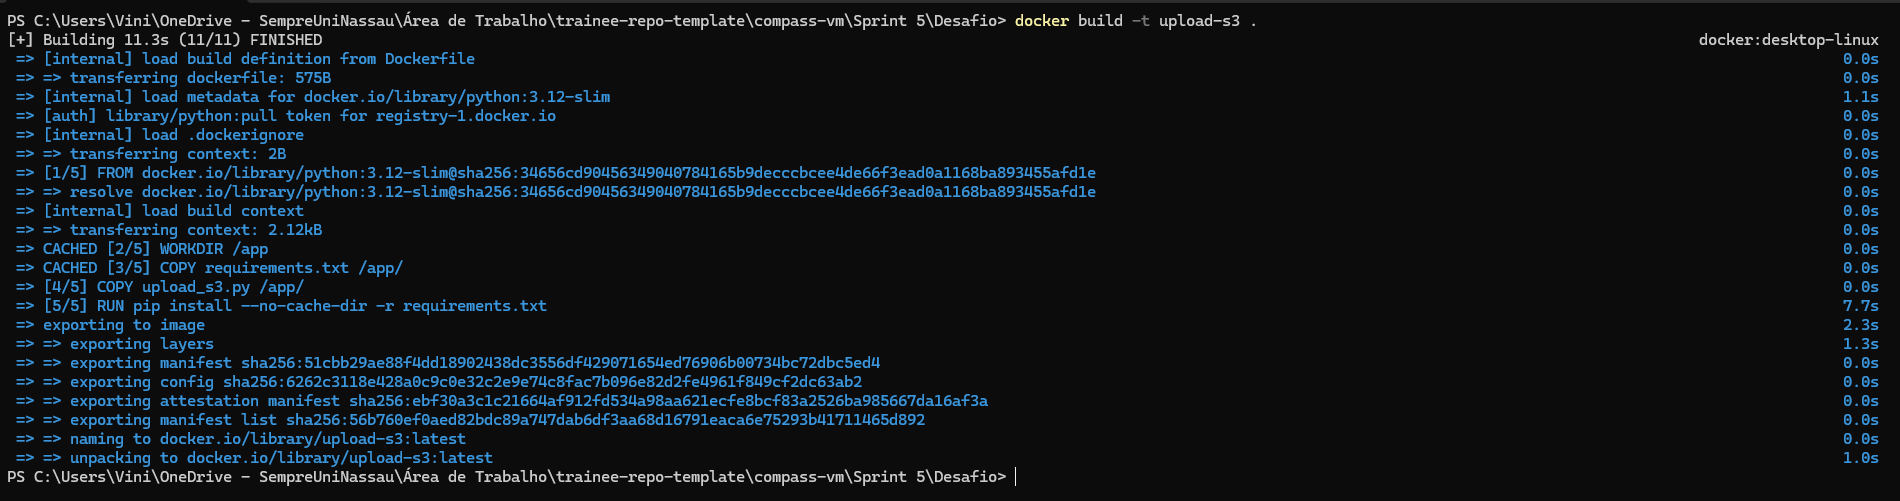 PS C:\Users\Vini\OneDrive - SempreUniNassau\Área de Trabalho\trainee-repo-template\compass-vm\Sprint 5\Desafio> docker build -t upload-s3 .
[+] Building 11.3s (11/11) FINISHED docker:desktop-linux
=> [internal] load build definition from Dockerfile 0.0s
=> => transferring dockerfile: 575B 0.0s
=> [internal] load metadata for docker.io/library/python:3.12-slim 1.1s
=> [auth] library/python:pull token for registry-1.docker.io 0.0s
=> [internal] load .dockerignore 0.0s
=> => transferring context: 2B 0.0s
=> [1/5] FROM docker.io/library/python:3.12-slim@sha256:34656cd90456349040784165b9decccbcee4de66f3ead0a1168ba893455afd1e 0.0s
=> => resolve docker.io/library/python:3.12-slim@sha256:34656cd90456349040784165b9decccbcee4de66f3ead0a1168ba893455afd1e 0.0s
=> [internal] load build context 0.0s
=> => transferring context: 2.12kB 0.0s
=> CACHED [2/5] WORKDIR /app 0.0s
=> CACHED [3/5] COPY requirements.txt /app/ 0.0s
=> [4/5] COPY upload_s3.py /app/ 0.0s
=> [5/5] RUN pip install --no-cache-dir -r requirements.txt 7.7s
=> exporting to image 2.3s
=> => exporting layers 1.3s
=> => exporting manifest sha256:51cbb29ae88f4dd18902438dc3556df429071654ed76906b00734bc72dbc5ed4 0.0s
=> => exporting config sha256:6262c3118e428a0c9c0e32c2e9e74c8fac7b096e82d2fe4961f849cf2dc63ab2 0.0s
=> => exporting attestation manifest sha256:ebf30a3c1c21664af912fd534a98aa621ecfe8bcf83a2526ba985667da16af3a 0.0s
=> => exporting manifest list sha256:56b760ef0aed82bdc89a747dab6df3aa68d16791eaca6e75293b41711465d892 0.0s
=> => naming to docker.io/library/upload-s3:latest 0.0s
=> => unpacking to docker.io/library/upload-s3:latest 1.0s
PS C:\Users\Vini\OneDrive - SempreUniNassau\Área de Trabalho\trainee-repo-template\compass-vm\Sprint 5\Desafio>